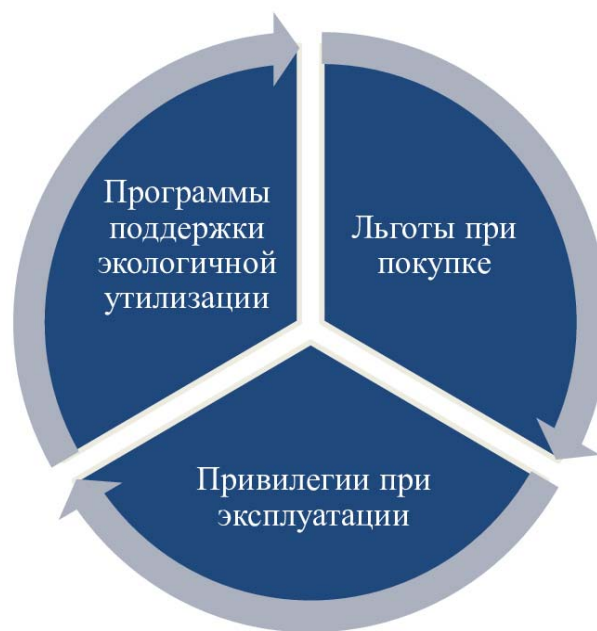 Программы
поддержки
экологичной
утилизации
Льготы при
покупке
Привилегии при
эксплуатации